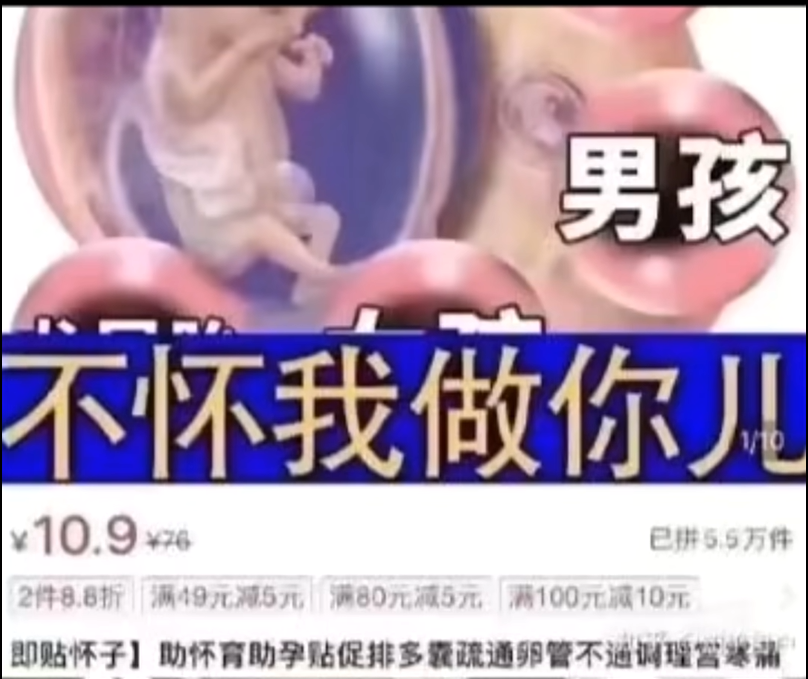 男孩
不怀我做你儿
1/10
¥10.9 ¥76 已拼5.5万件
2件8.8折 满49元减5元 满80元减5元 满100元减10元
即贴怀子】助怀育助孕贴促排多囊疏通卵管不通调理宫寒